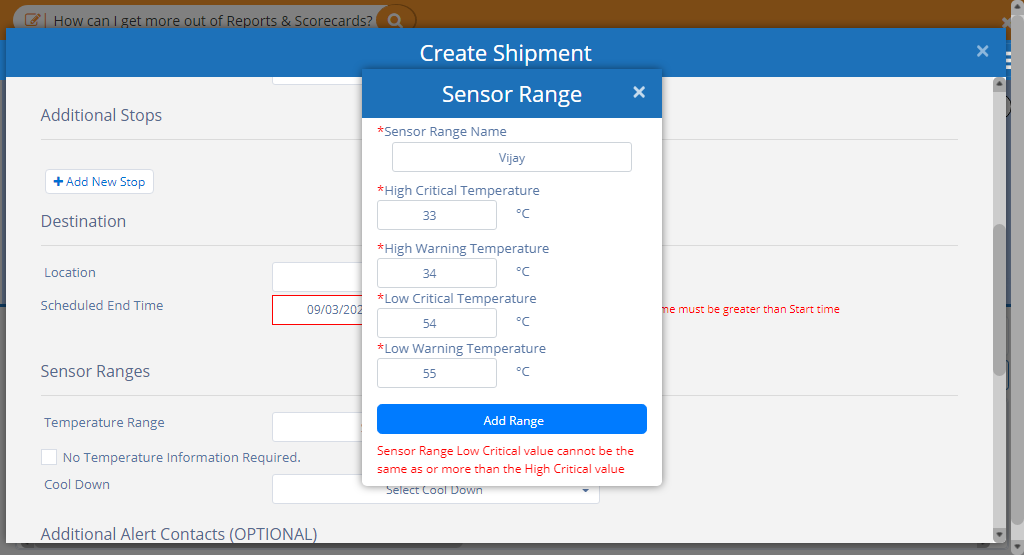 How can I get more out of Reports & Scorecards?
Create Shipment
Sensor Range
Additional Stops
*Sensor Range Name
Vijay
Add New Stop
*High Critical Temperature
33 °C
Destination
*High Warning Temperature
Location
34 °C
*Low Critical Temperature
Scheduled End Time
09/03/202
me must be greater than Start time
54 °C
*Low Warning Temperature
Sensor Ranges
55 °C
Temperature Range
Add Range
No Temperature Information Required.
Sensor Range Low Critical value cannot be the
same as or more than the High Critical value
Cool Down
Select Cool Down
Additional Alert Contacts (OPTIONAL)